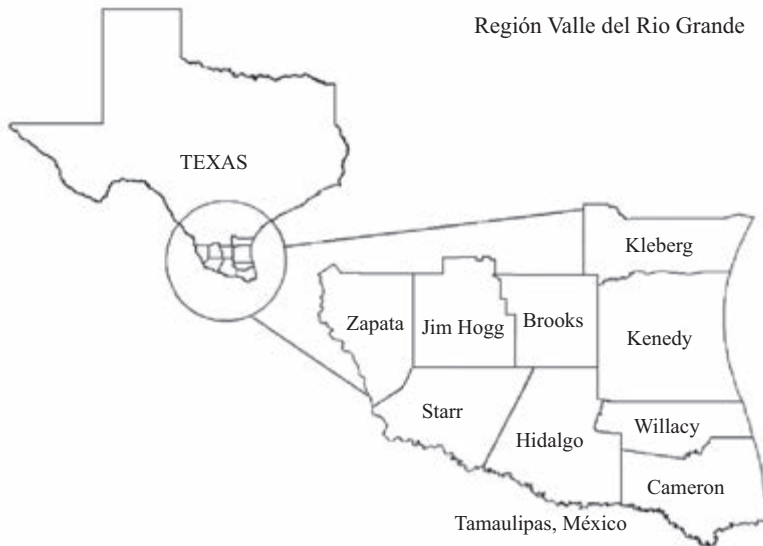 Región Valle del Rio Grande
TEXAS
Kleberg
Zapata
Jim Hogg
Brooks
Kenedy
Starr
Hidalgo
Willacy
Cameron
Tamaulipas, México